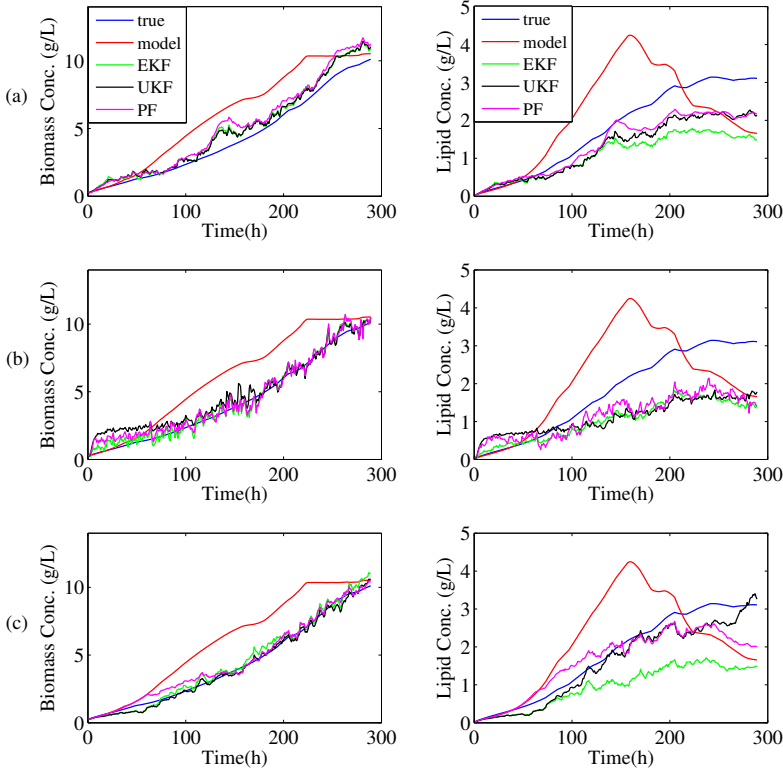 (a)
Biomass Conc. (g/L)
10
5
0
0
100
200
300
Time(h)
true
model
EKF
UKF
PF
Lipid Conc. (g/L)
5
4
3
2
1
0
0
100
200
300
Time(h)
true
model
EKF
UKF
PF
(b)
Biomass Conc. (g/L)
10
5
0
0
100
200
300
Time(h)
Lipid Conc. (g/L)
5
4
3
2
1
0
0
100
200
300
Time(h)
(c)
Biomass Conc. (g/L)
10
5
0
0
100
200
300
Time(h)
Lipid Conc. (g/L)
5
4
3
2
1
0
0
100
200
300
Time(h)